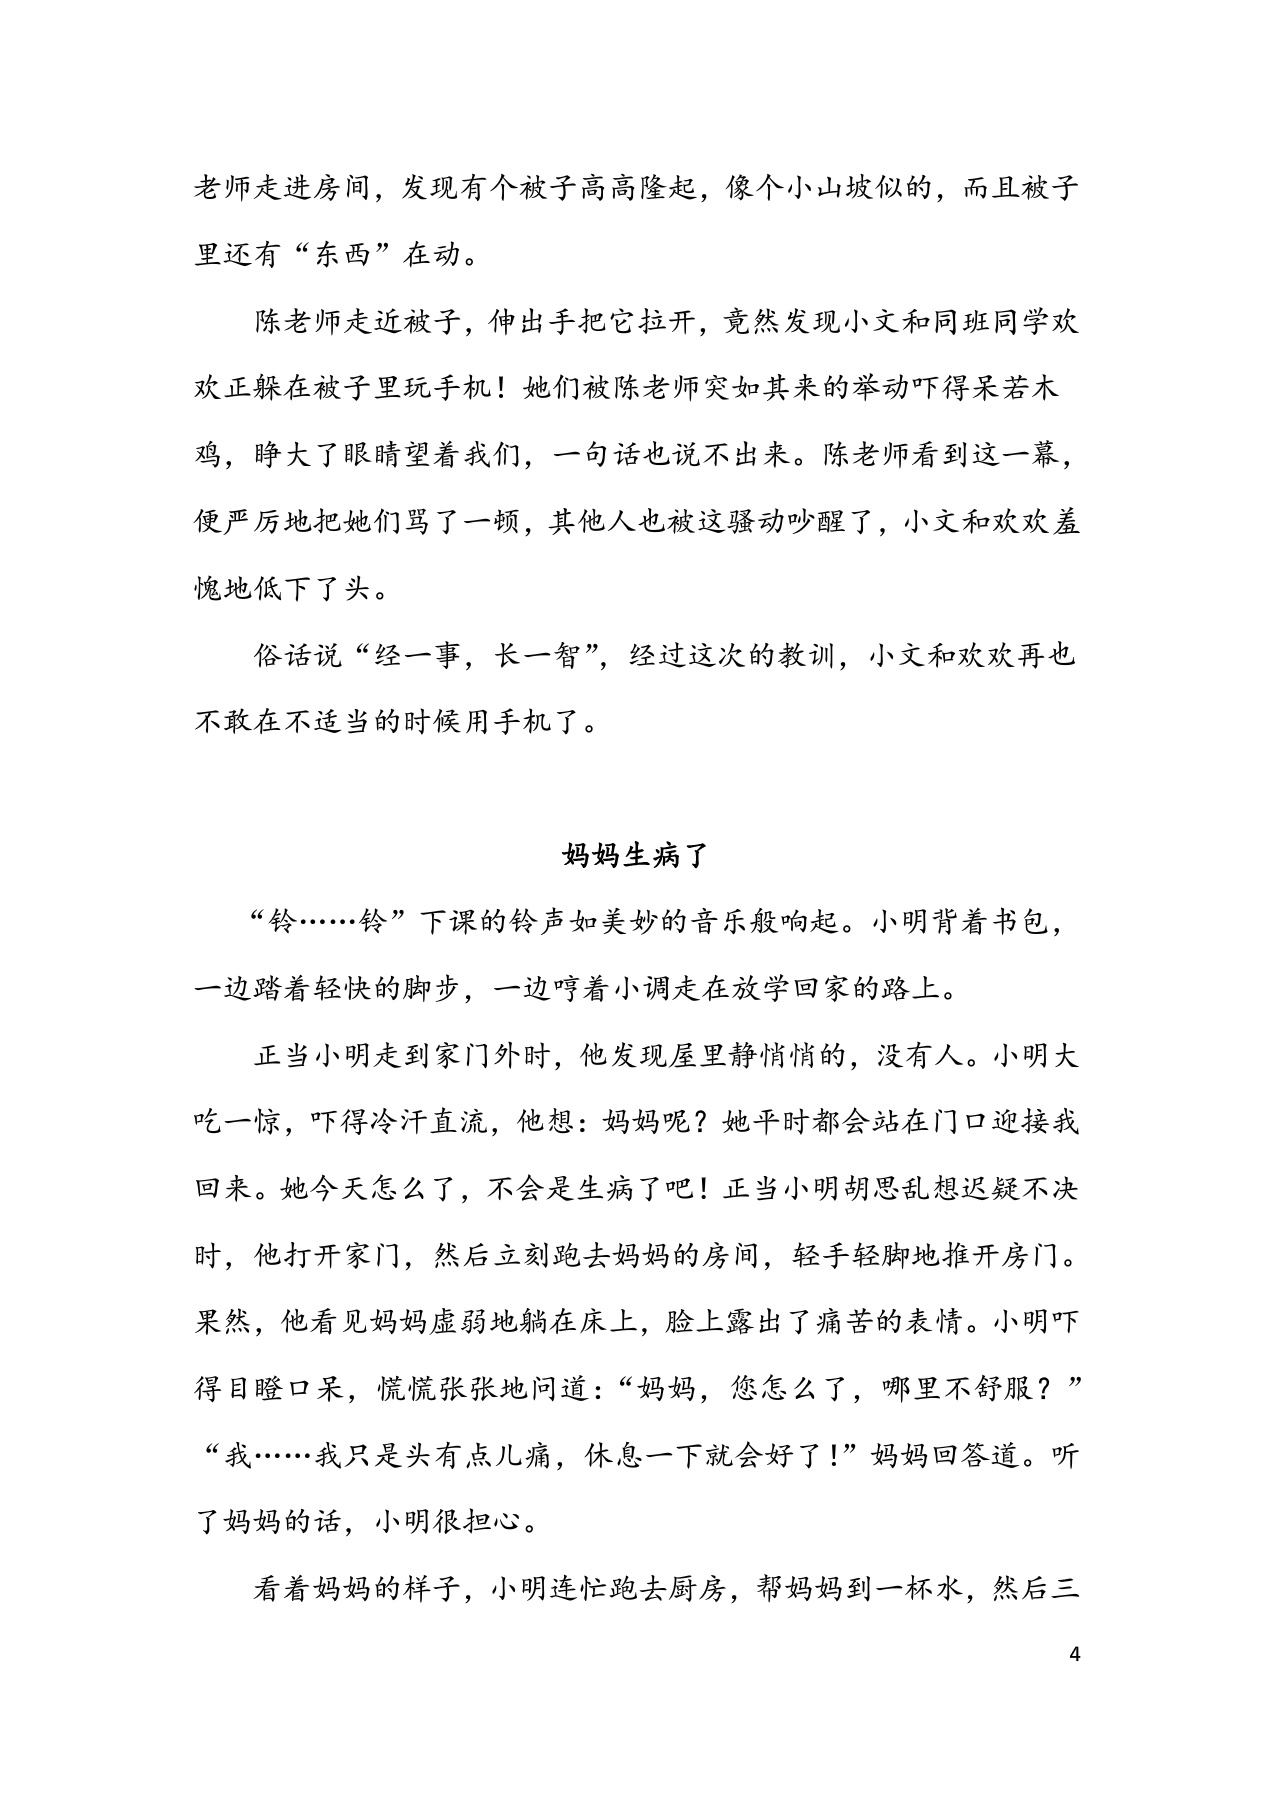 老师走进房间，发现有个被子高高隆起，像个小山坡似的，而且被子
里还有“东西”在动。
陈老师走近被子，伸出手把它拉开，竟然发现小文和同班同学欢
欢正躲在被子里玩手机！她们被陈老师突如其来的举动吓得呆若木
鸡，睁大了眼睛望着我们，一句话也说不出来。陈老师看到这一幕，
便严厉地把她们骂了一顿，其他人也被这骚动吵醒了，小文和欢欢羞
愧地低下了头。
俗话说“经一事，长一智”，经过这次的教训，小文和欢欢再也
不敢在不适当的时候用手机了。
妈妈生病了
“铃……铃”下课的铃声如美妙的音乐般响起。小明背着书包，
一边踏着轻快的脚步，一边哼着小调走在放学回家的路上。
正当小明走到家门外时，他发现屋里静悄悄的，没有人。小明大
吃一惊，吓得冷汗直流，他想：妈妈呢？她平时都会站在门口迎接我
回来。她今天怎么了，不会是生病了吧！正当小明胡思乱想迟疑不决
时，他打开家门，然后立刻跑去妈妈的房间，轻手轻脚地推开房门。
果然，他看见妈妈虚弱地躺在床上，脸上露出了痛苦的表情。小明吓
得目瞪口呆，慌慌张张地问道：“妈妈，您怎么了，哪里不舒服？”
“我……我只是头有点儿痛，休息一下就会好了！”妈妈回答道。听
了妈妈的话，小明很担心。
看着妈妈的样子，小明连忙跑去厨房，帮妈妈到一杯水，然后三
4